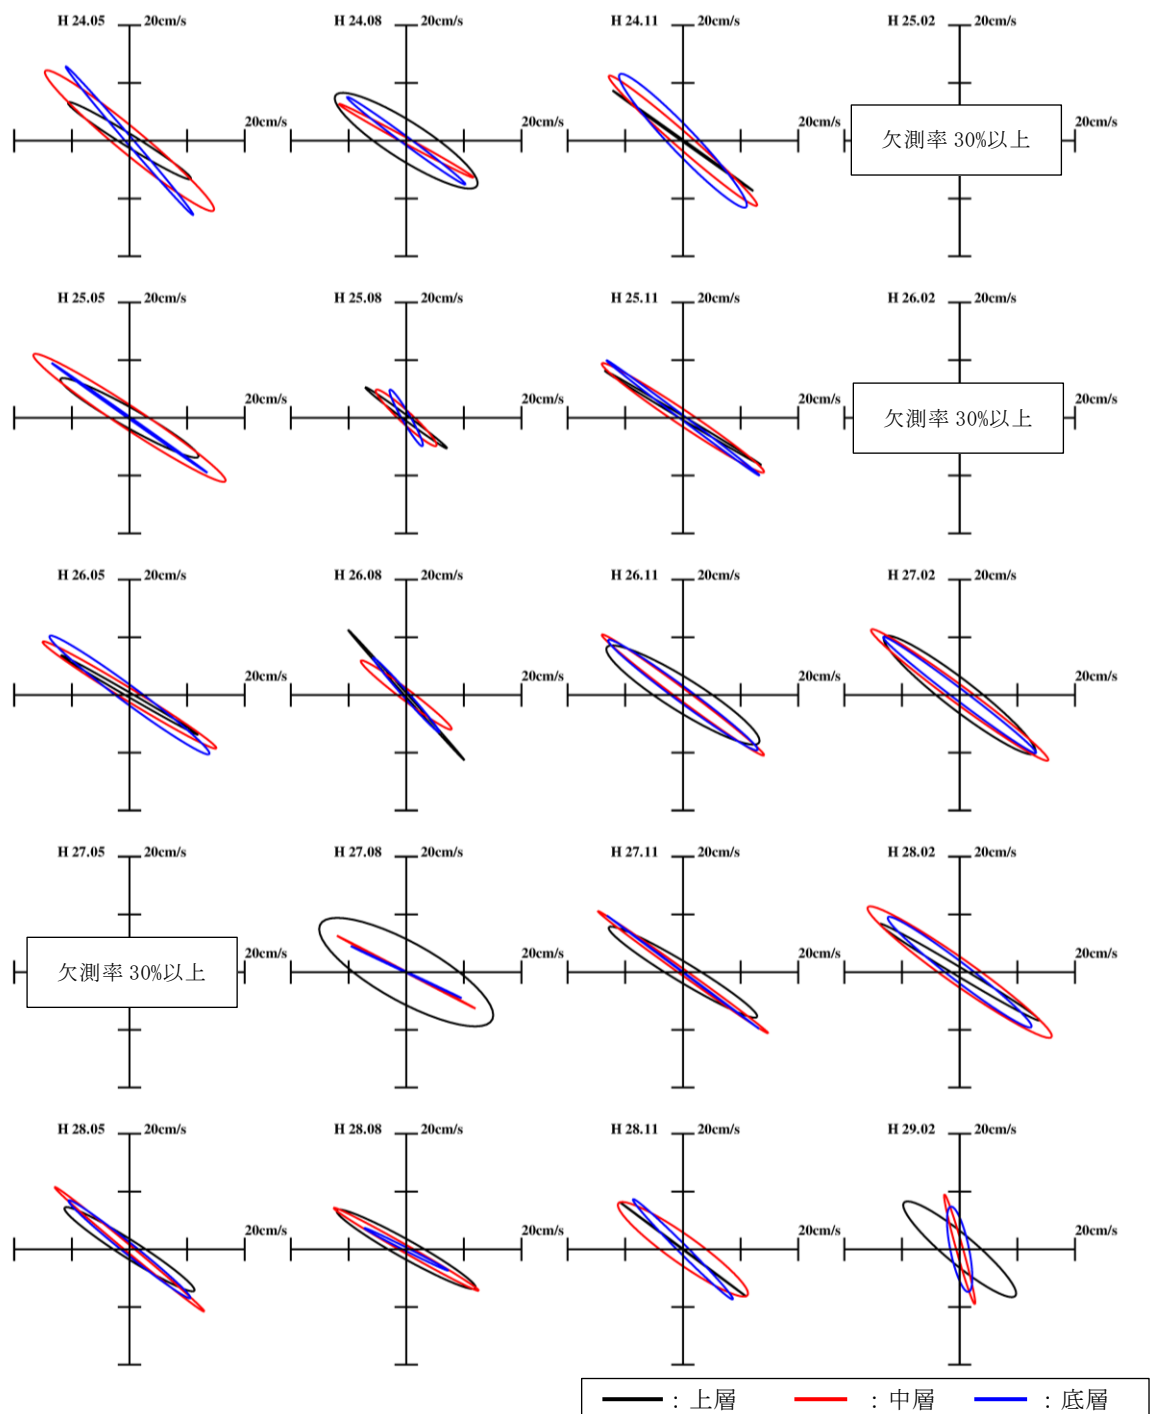 H 24.05 20cm/s H 24.08 20cm/s H 24.11 20cm/s H 25.02 20cm/s
20cm/s 20cm/s 20cm/s 欠測率 30%以上 20cm/s
H 25.05 20cm/s H 25.08 20cm/s H 25.11 20cm/s H 26.02 20cm/s
20cm/s 20cm/s 20cm/s 欠測率 30%以上 20cm/s
H 26.05 20cm/s H 26.08 20cm/s H 26.11 20cm/s H 27.02 20cm/s
20cm/s 20cm/s 20cm/s 20cm/s
H 27.05 20cm/s H 27.08 20cm/s H 27.11 20cm/s H 28.02 20cm/s
欠測率 30%以上 20cm/s 20cm/s 20cm/s 20cm/s
H 28.05 20cm/s H 28.08 20cm/s H 28.11 20cm/s H 29.02 20cm/s
20cm/s 20cm/s 20cm/s 20cm/s
：上層 ：中層 ：底層